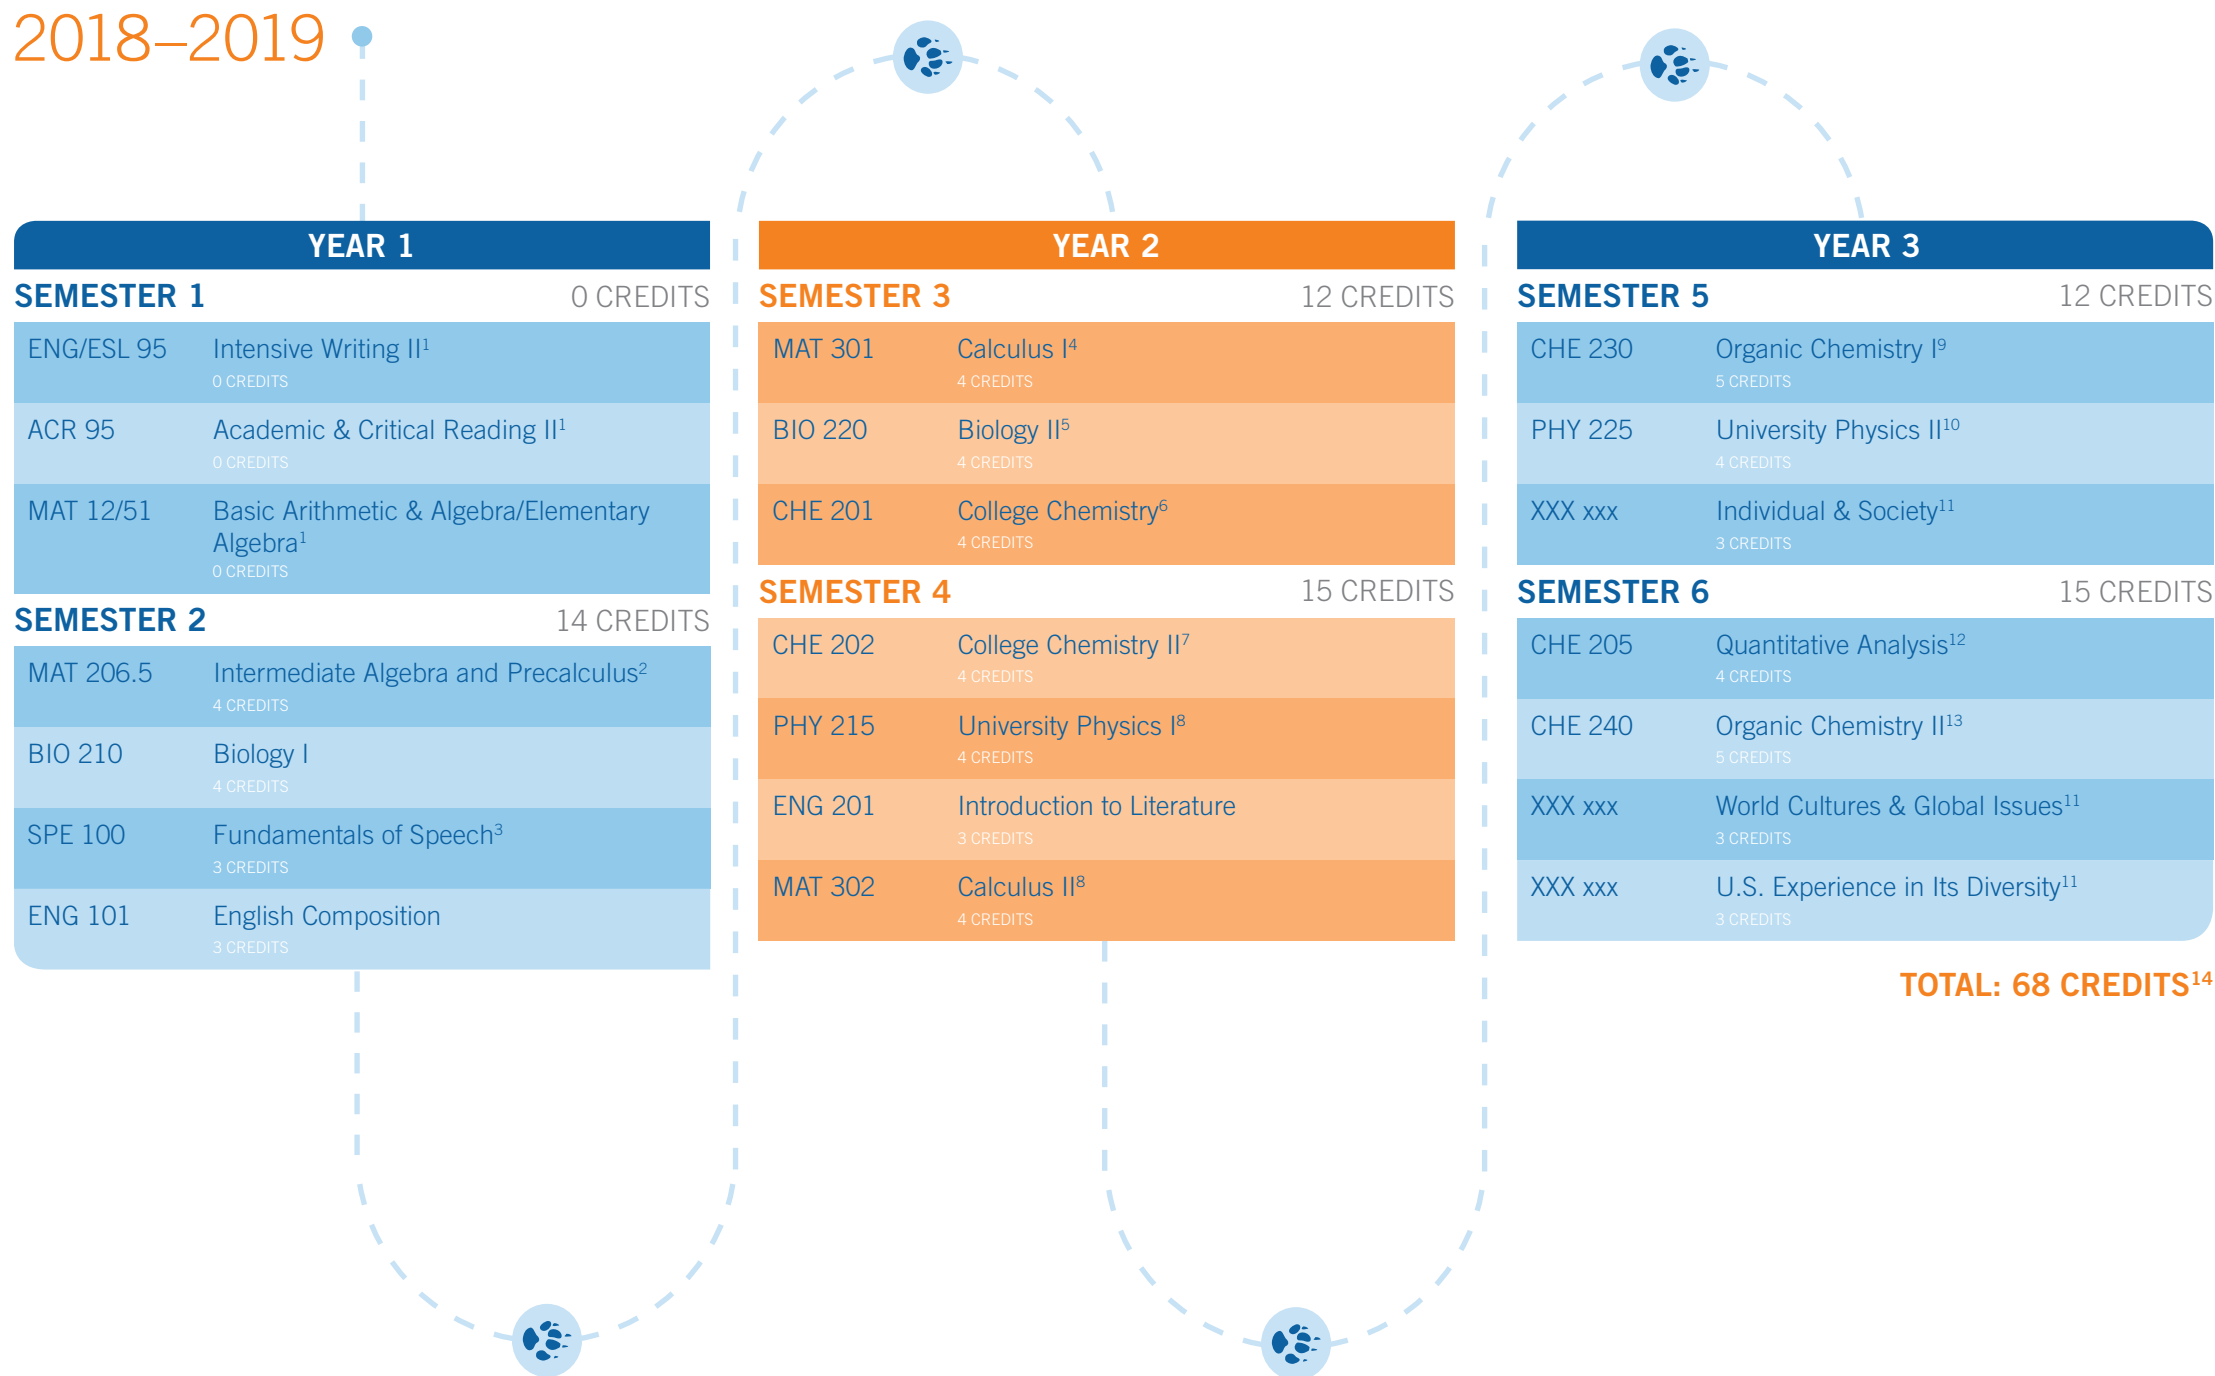 2018–2019
YEAR 1
SEMESTER 1 0 CREDITS
ENG/ESL 95 Intensive Writing II¹
0 CREDITS
ACR 95 Academic & Critical Reading II¹
0 CREDITS
MAT 12/51 Basic Arithmetic & Algebra/Elementary
Algebra¹
0 CREDITS
SEMESTER 2 14 CREDITS
MAT 206.5 Intermediate Algebra and Precalculus²
4 CREDITS
BIO 210 Biology I
4 CREDITS
SPE 100 Fundamentals of Speech³
3 CREDITS
ENG 101 English Composition
3 CREDITS
YEAR 2
SEMESTER 3 12 CREDITS
MAT 301 Calculus I⁴
4 CREDITS
BIO 220 Biology II⁵
4 CREDITS
CHE 201 College Chemistry⁶
4 CREDITS
SEMESTER 4 15 CREDITS
CHE 202 College Chemistry II⁷
4 CREDITS
PHY 215 University Physics I⁸
4 CREDITS
ENG 201 Introduction to Literature
3 CREDITS
MAT 302 Calculus II⁸
4 CREDITS
YEAR 3
SEMESTER 5 12 CREDITS
CHE 230 Organic Chemistry I⁹
5 CREDITS
PHY 225 University Physics II¹⁰
4 CREDITS
XXX xxx Individual & Society¹¹
3 CREDITS
SEMESTER 6 15 CREDITS
CHE 205 Quantitative Analysis¹²
4 CREDITS
CHE 240 Organic Chemistry II¹³
5 CREDITS
XXX xxx World Cultures & Global Issues¹¹
3 CREDITS
XXX xxx U.S. Experience in Its Diversity¹¹
3 CREDITS
TOTAL: 68 CREDITS¹⁴